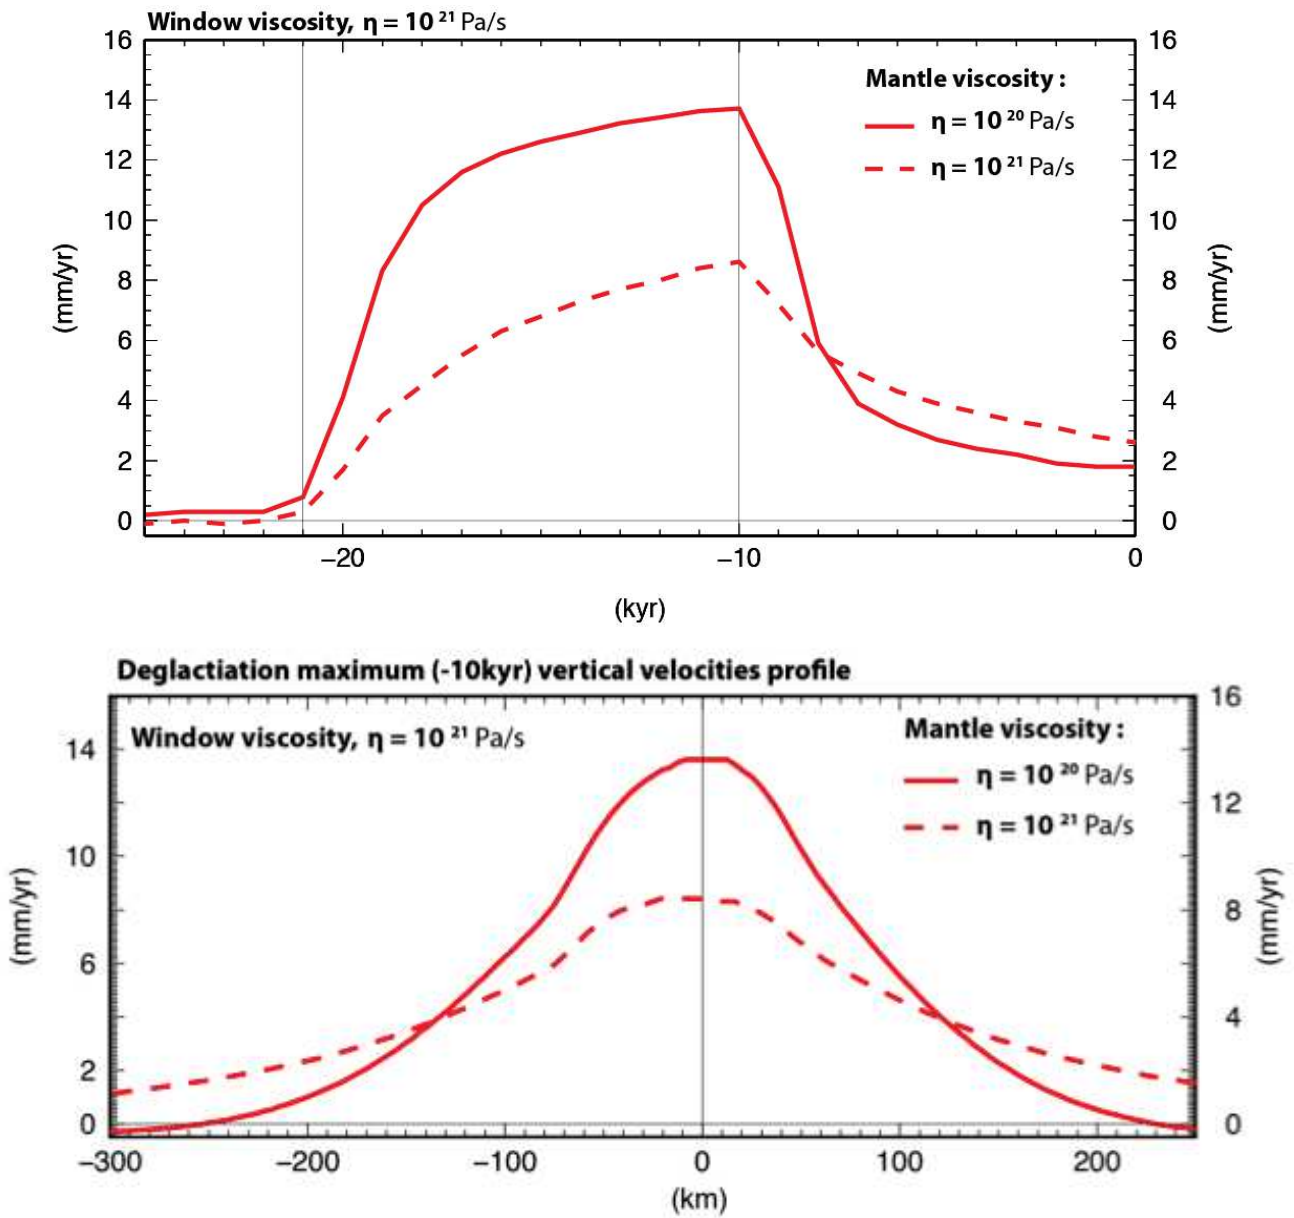 Window viscosity, η = 10 21 Pa/s
16 16
Mantle viscosity :
14 14
η = 10 20 Pa/s
12 12
η = 10 21 Pa/s
10 10
(mm/yr) (mm/yr)
8 8
6 6
4 4
2 2
0 0
−20 −10 0
(kyr)
Deglactiation maximum (-10kyr) vertical velocities profile
16
Window viscosity, η = 10 21 Pa/s
Mantle viscosity :
14
η = 10 20 Pa/s
12
η = 10 21 Pa/s
10
(mm/yr) (mm/yr)
8
6
4
2
0 0
−300 −200 −100 0 100 200
(km)